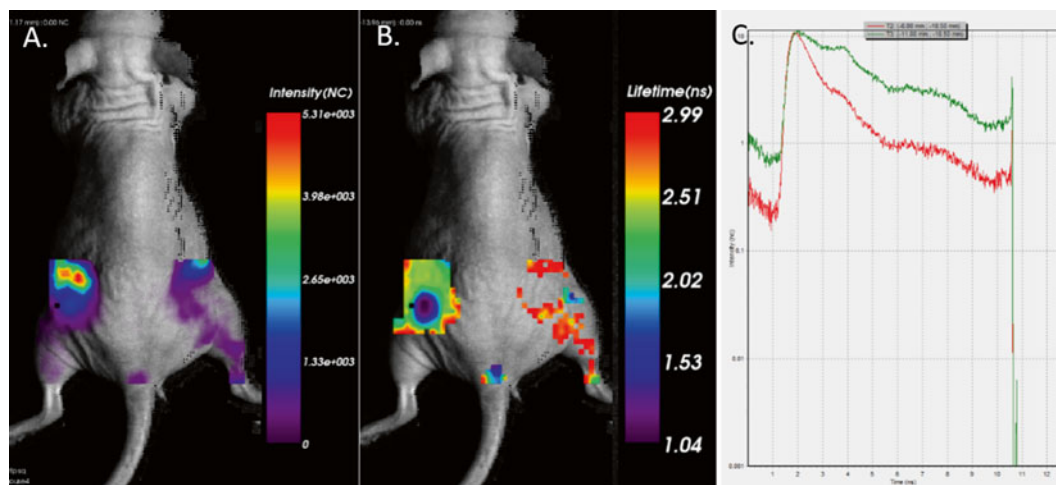 A.
Intensity(NC)
5.31e+003
3.98e+003
2.65e+003
1.33e+003
0
B.
Lifetime(ns)
2.99
2.51
2.02
1.53
1.04
C.
10
1
0.1
0.01
0.001
Intensity (NC)
1 2 3 4 5 6 7 8 9 10 11 12
Time (ns)